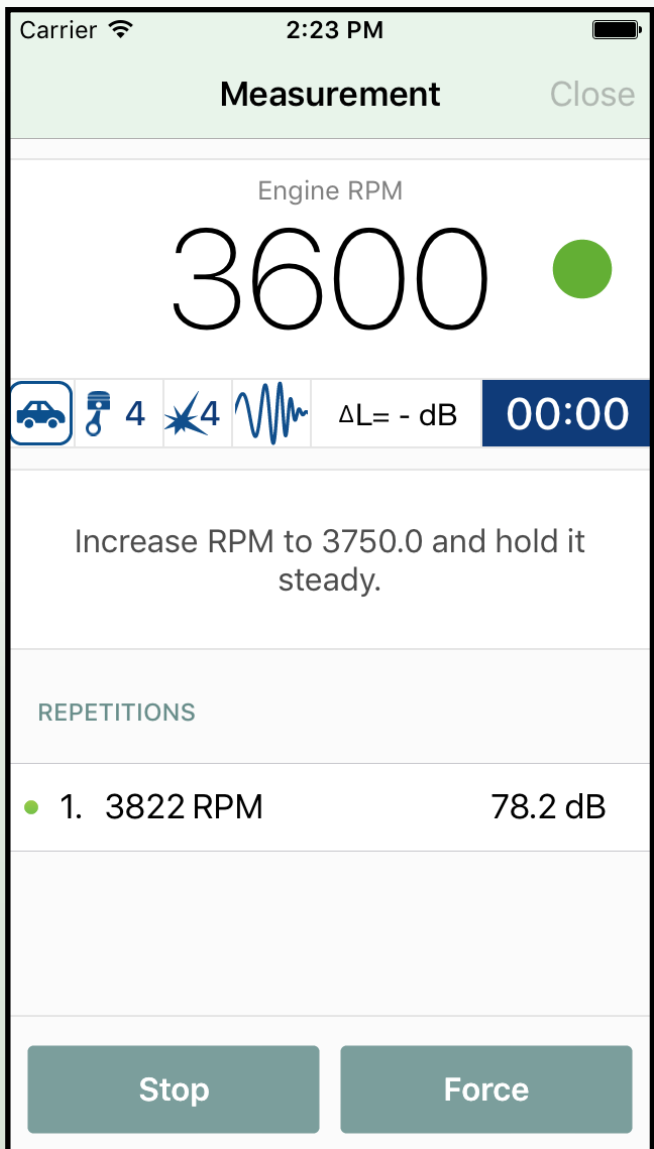 Carrier 2:23 PM
Measurement Close
Engine RPM
3600
4 4 ΔL= - dB 00:00
Increase RPM to 3750.0 and hold it
steady.
REPETITIONS
1. 3822 RPM 78.2 dB
Stop Force